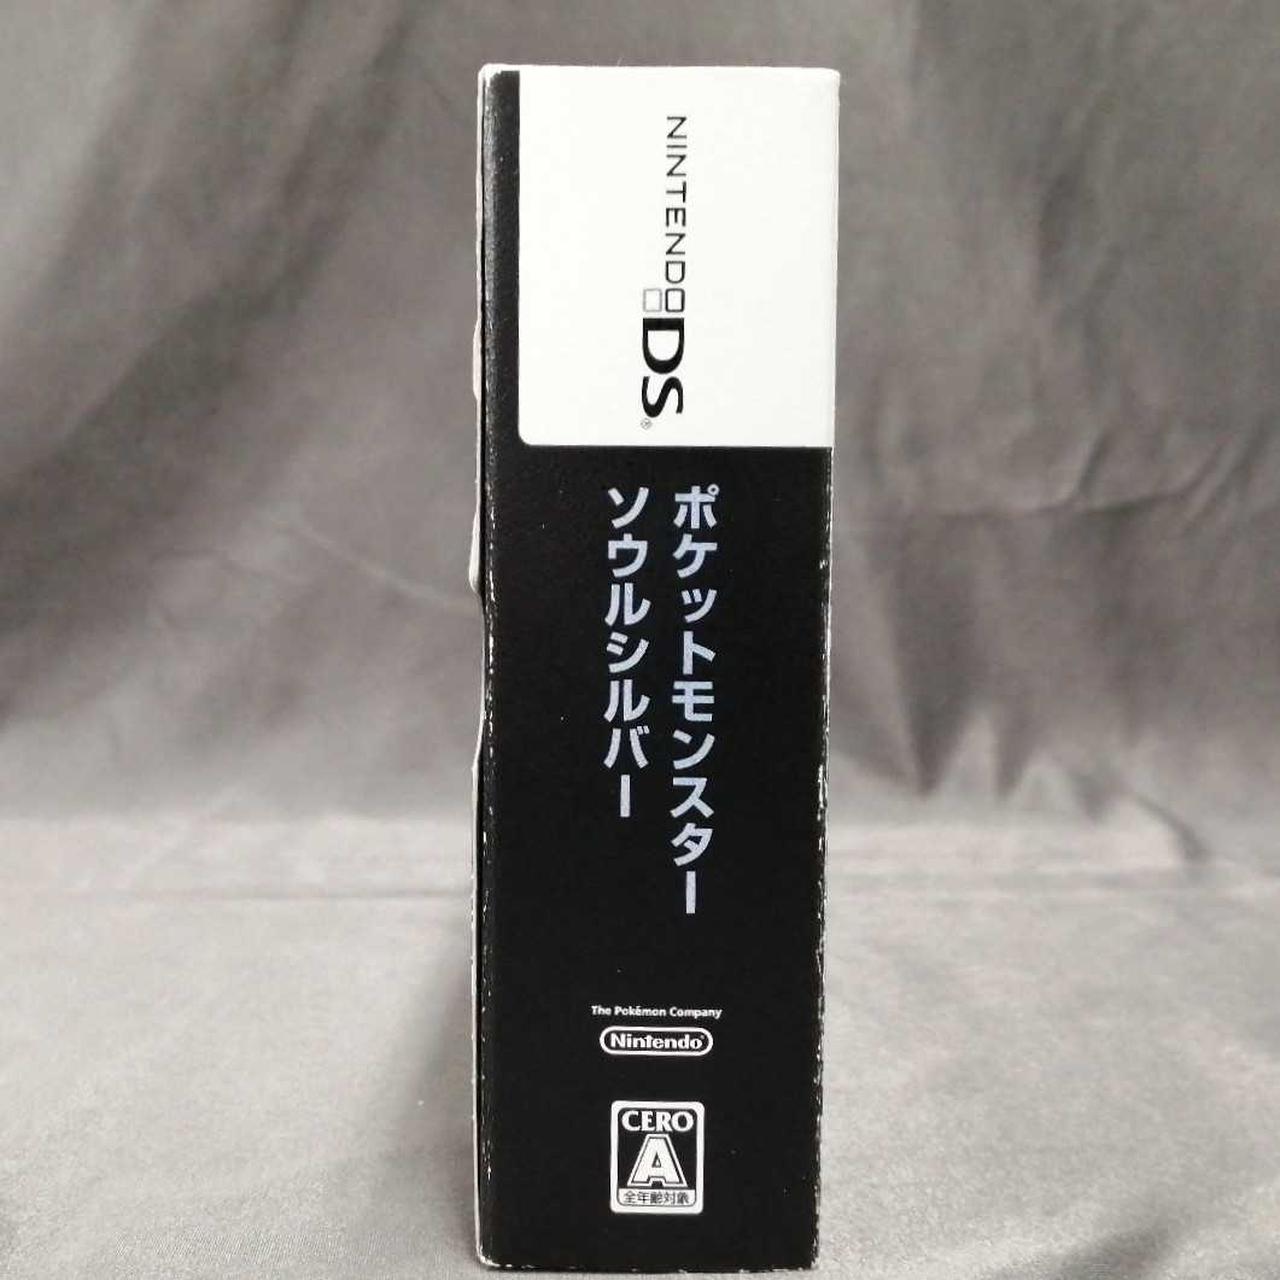 NINTENDO DS®
ポケットモンスター
ソウルシルバー
The Pokémon Company
Nintendo®
CERO
A
全年齢対象